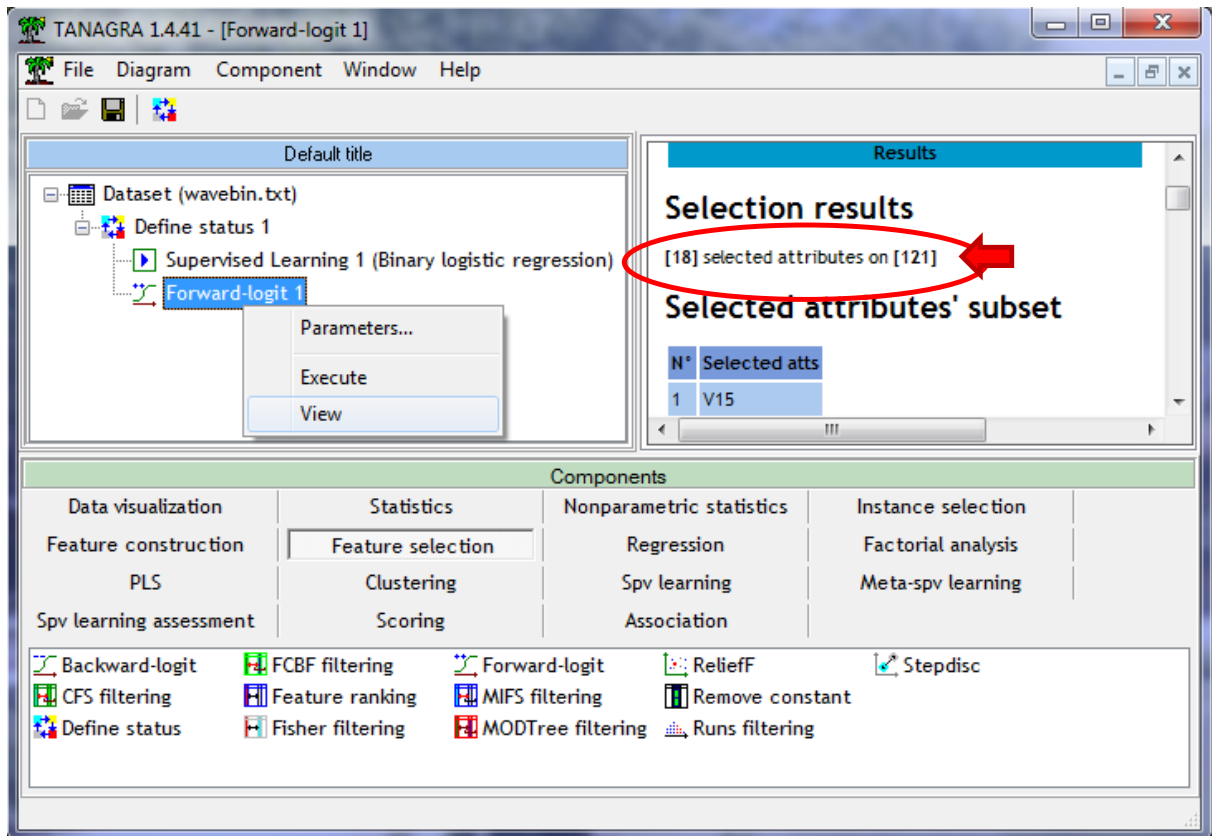 TANAGRA 1.4.41 - [Forward-logit 1]
File Diagram Component Window Help
Default title
Dataset (wavebin.txt)
Define status 1
Supervised Learning 1 (Binary logistic regression)
Forward-logit 1
Parameters...
Execute
View
Results
Selection results
[18] selected attributes on [121]
Selected attributes' subset
N° Selected atts
1 V15
Components
Data visualization Statistics Nonparametric statistics Instance selection
Feature construction Feature selection Regression Factorial analysis
PLS Clustering Spv learning Meta-spv learning
Spv learning assessment Scoring Association
Backward-logit FCBF filtering Forward-logit ReliefF Stepdisc
CFS filtering Feature ranking MIFS filtering Remove constant
Define status Fisher filtering MODTree filtering Runs filtering